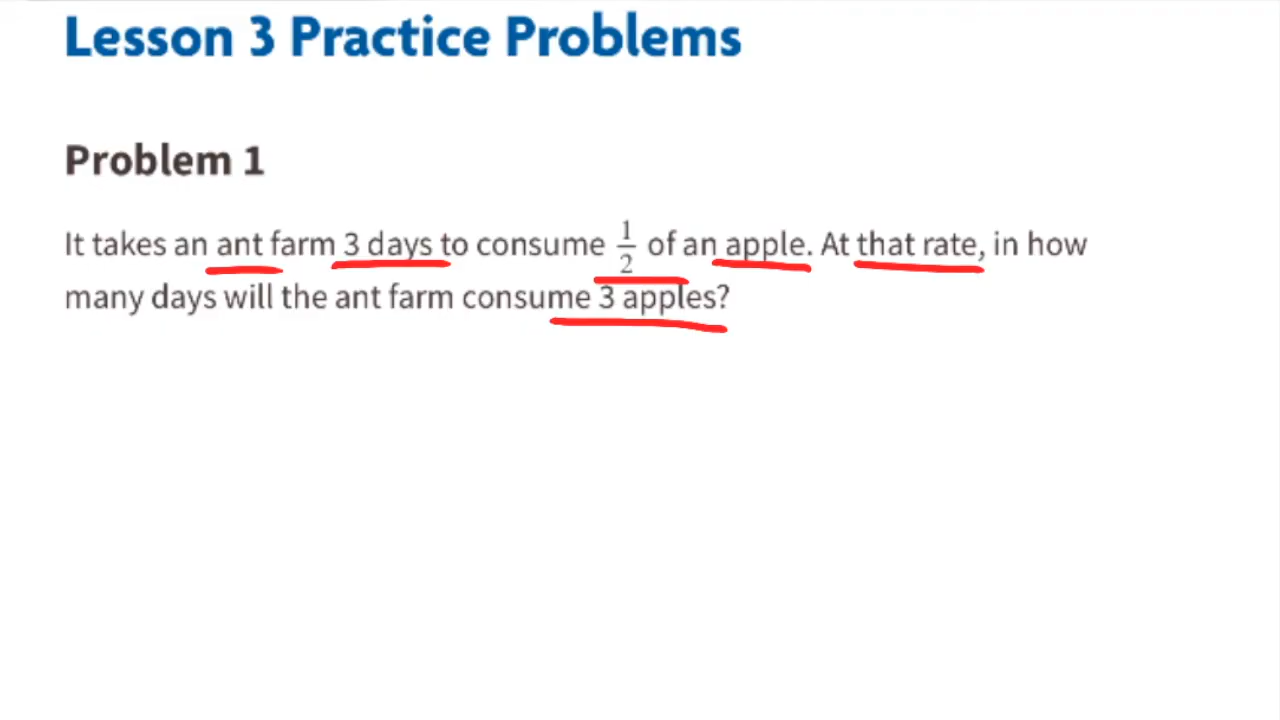 Lesson 3 Practice Problems
Problem 1
It takes an ant farm 3 days to consume 1/2 of an apple. At that rate, in how
many days will the ant farm consume 3 apples?